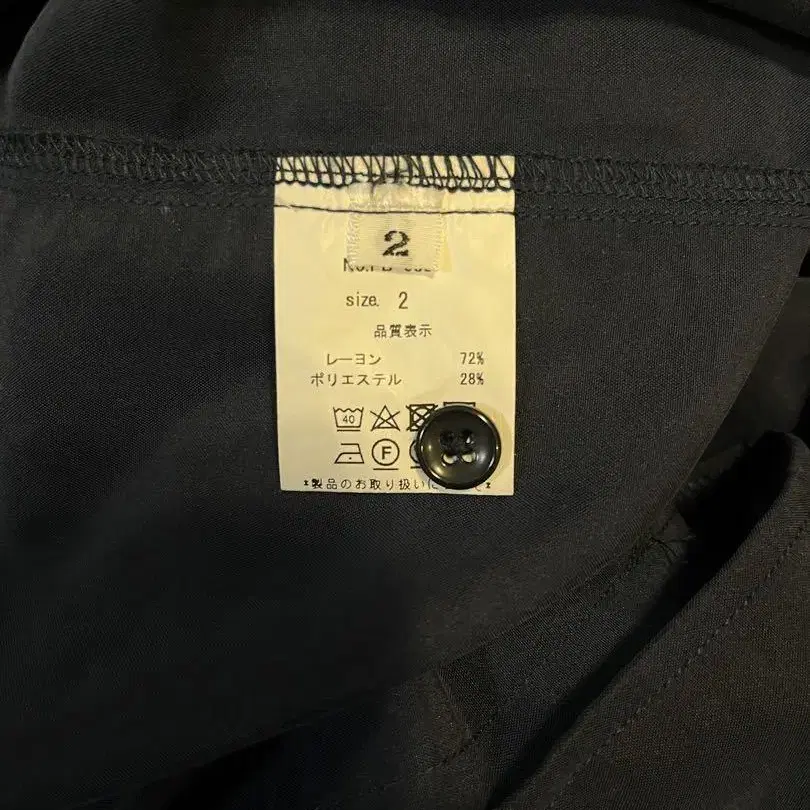 2
size. 2
品質表示
レーヨン 72%
ポリエステル 28%
40
F
*製品のお取り扱いに